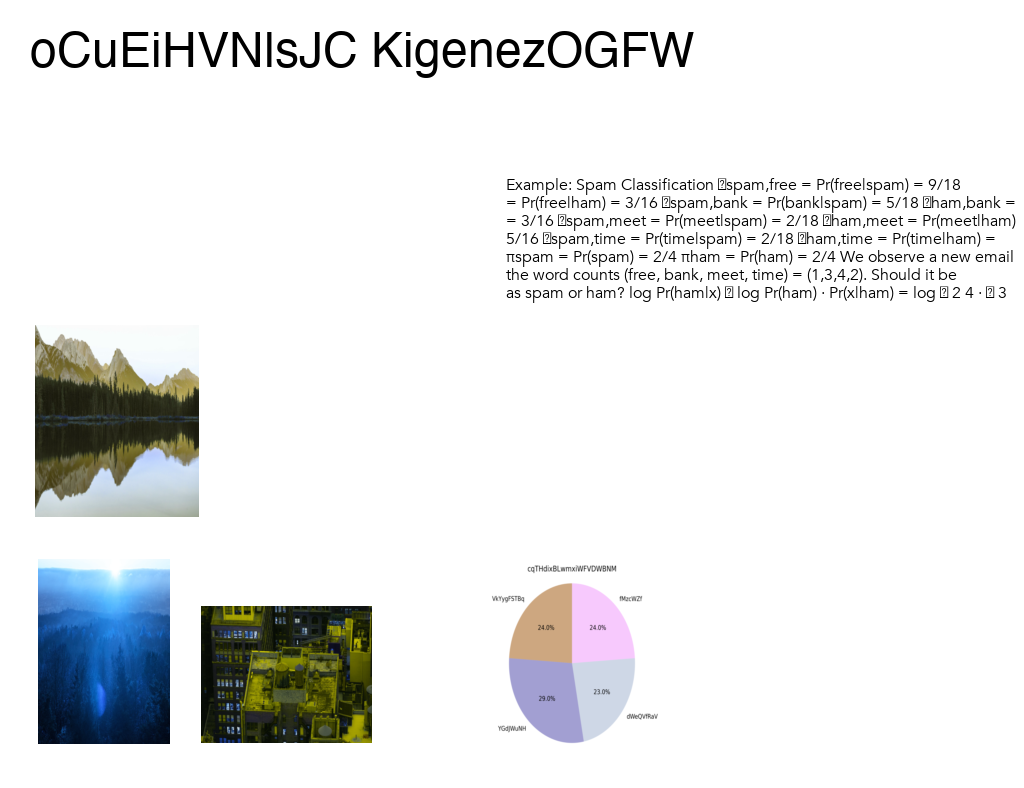 oCuEiHVNlsJC KigenezOGFW
Example: Spam Classification �spam,free = Pr(free|spam) = 9/18
= Pr(free|ham) = 3/16 �spam,bank = Pr(bank|spam) = 5/18 �ham,bank =
= 3/16 �spam,meet = Pr(meet|spam) = 2/18 �ham,meet = Pr(meet|ham)
5/16 �spam,time = Pr(time|spam) = 2/18 �ham,time = Pr(time|ham) =
πspam = Pr(spam) = 2/4 πham = Pr(ham) = 2/4 We observe a new email
the word counts (free, bank, meet, time) = (1,3,4,2). Should it be
as spam or ham? log Pr(ham|x) � log Pr(ham) · Pr(x|ham) = log � 2 4 · � 3
cqTHdixBLwmxiWFVDWBNM
VkYygFSTBq
fMzcWZf
24.0%
24.0%
29.0%
23.0%
YGdJWuNH
dWeQVfRaV